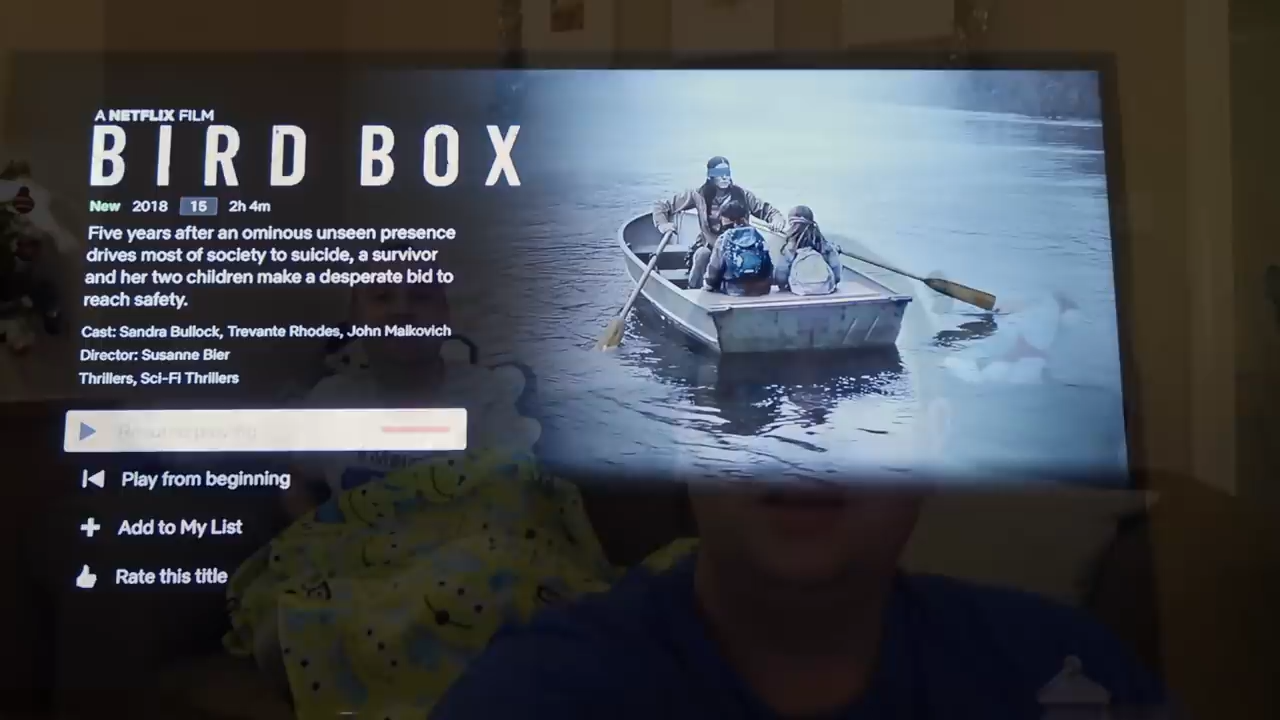 A NETFLIX FILM
BIRD BOX
New 2018 15 2h 4m
Five years after an ominous unseen presence
drives most of society to suicide, a survivor
and her two children make a desperate bid to
reach safety.
Cast: Sandra Bullock, Trevante Rhodes, John Malkovich
Director: Susanne Bier
Thrillers, Sci-Fi Thrillers
Play from beginning
Add to My List
Rate this title